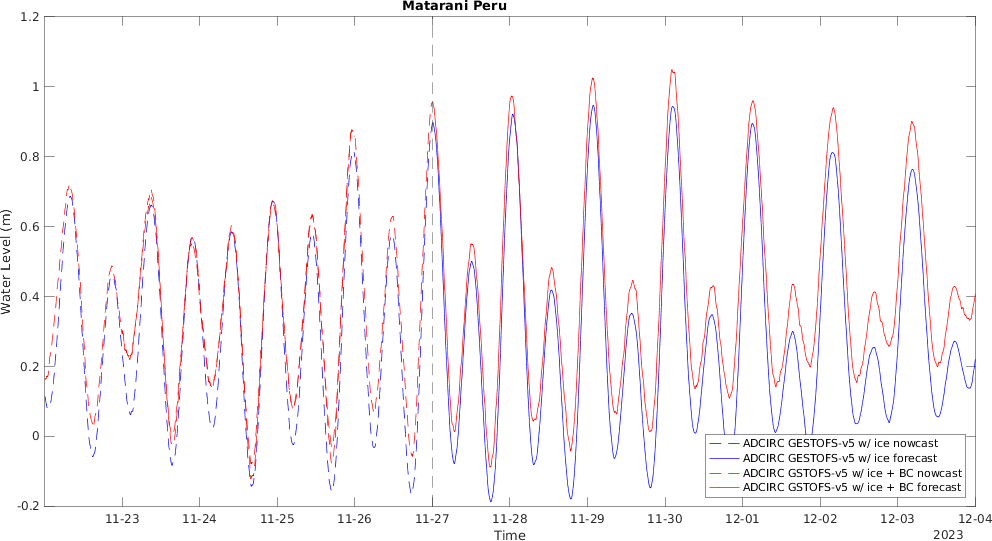 Matarani Peru
1.2
1
0.8
0.6
0.4
0.2
0
-0.2
Water Level (m)
ADCIRC GESTOFS-v5 w/ ice nowcast
ADCIRC GESTOFS-v5 w/ ice forecast
ADCIRC GSTOFS-v5 w/ ice + BC nowcast
ADCIRC GSTOFS-v5 w/ ice + BC forecast
11-23 11-24 11-25 11-26 11-27 11-28 11-29 11-30 12-01 12-02 12-03 12-04
Time
2023